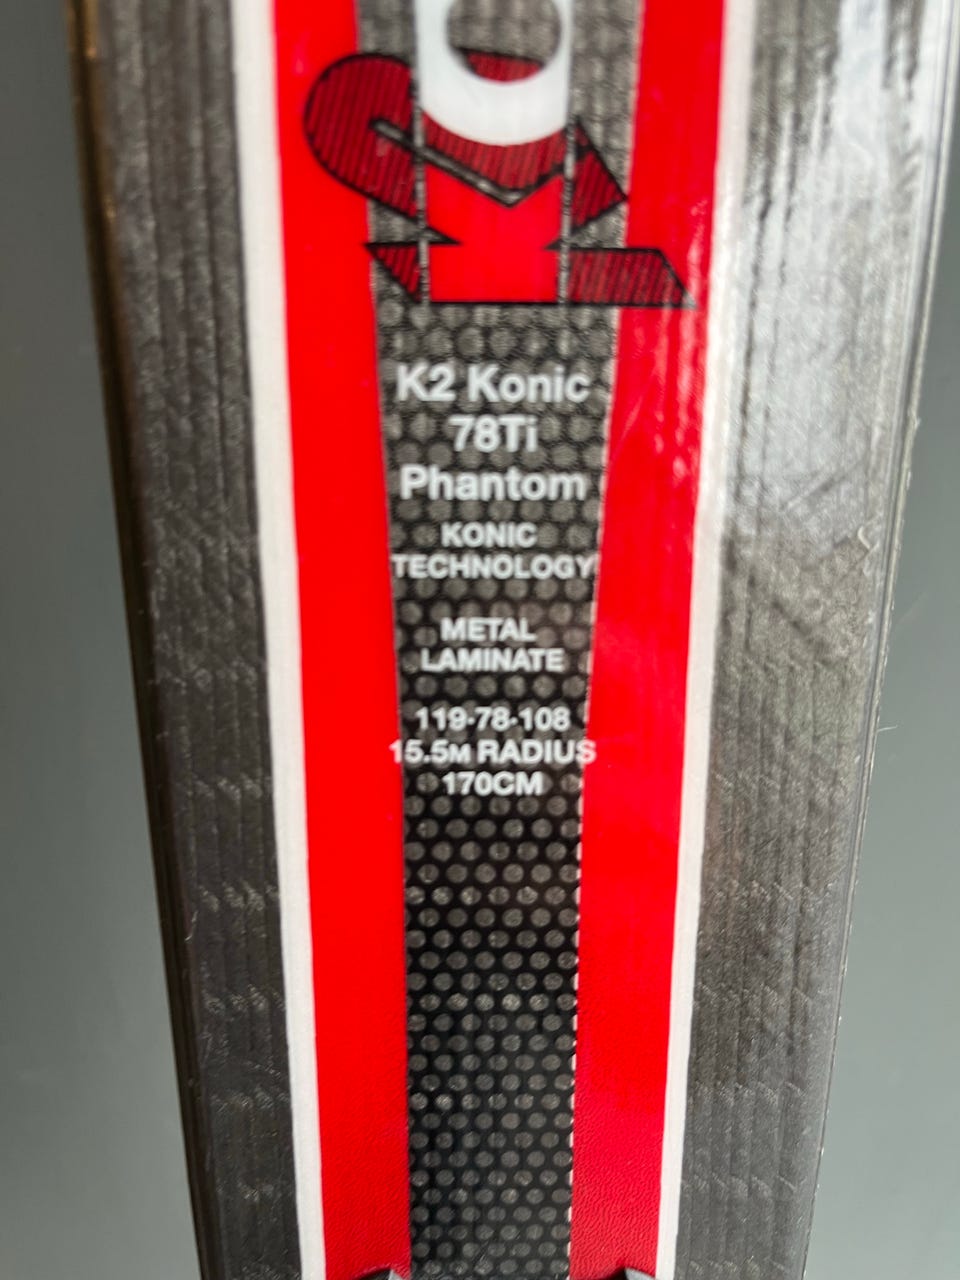 K2 Konic
78Ti
Phantom
KONIC
TECHNOLOGY
METAL
LAMINATE
119·78·108
15.5M RADIUS
170CM